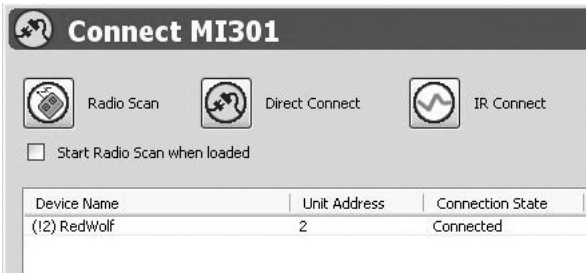 Connect MI301
Radio Scan Direct Connect IR Connect
Start Radio Scan when loaded
Device Name Unit Address Connection State
(!2) RedWolf 2 Connected